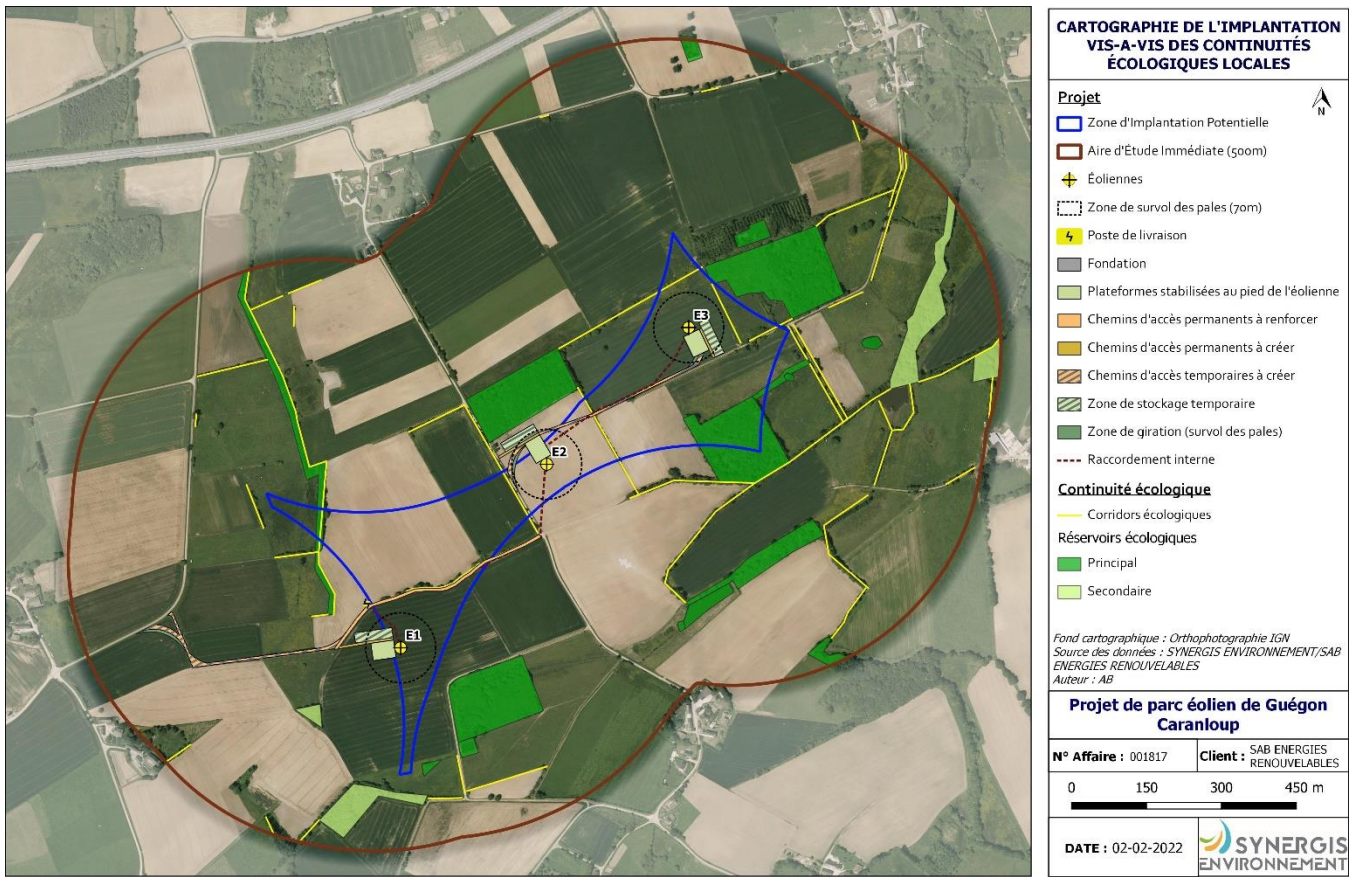 E3
E2
E1
CARTOGRAPHIE DE L'IMPLANTATION
VIS-A-VIS DES CONTINUITÉS
ÉCOLOGIQUES LOCALES
Projet
N
Zone d'Implantation Potentielle
Aire d'Étude Immédiate (500m)
Éoliennes
Zone de survol des pales (70m)
Poste de livraison
Fondation
Plateformes stabilisées au pied de l'éolienne
Chemins d'accès permanents à renforcer
Chemins d'accès permanents à créer
Chemins d'accès temporaires à créer
Zone de stockage temporaire
Zone de giration (survol des pales)
Raccordement interne
Continuité écologique
Corridors écologiques
Réservoirs écologiques
Principal
Secondaire
Fond cartographique : Orthophotographie IGN
Source des données : SYNERGIS ENVIRONNEMENT/SAB
ENERGIES RENOUVELABLES
Auteur : AB
Projet de parc éolien de Guégon
Caranloup
N° Affaire : 001817
Client : SAB ENERGIES
RENOUVELABLES
0 150 300 450 m
DATE : 02-02-2022
SYNERGIS
ENVIRONNEMENT